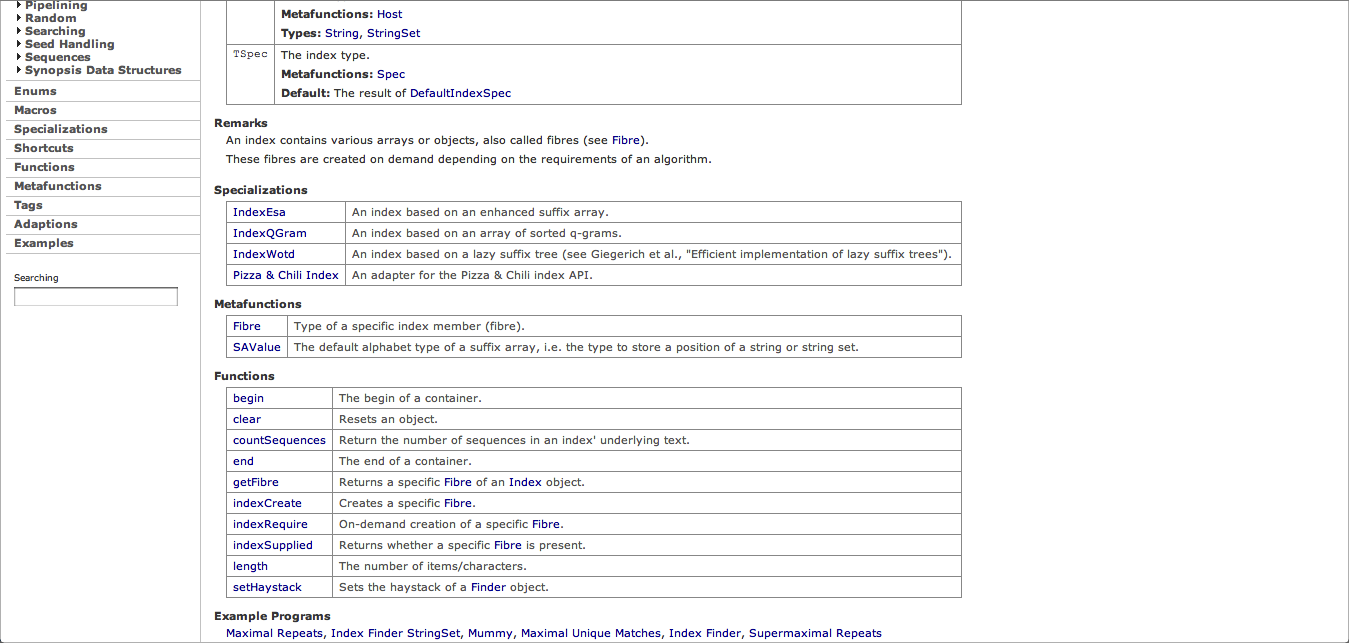 Pipelining
Random
Searching
Seed Handling
Sequences
Synopsis Data Structures
Enums
Macros
Specializations
Shortcuts
Functions
Metafunctions
Tags
Adaptions
Examples
Searching
Metafunctions: Host
Types: String, StringSet
TSpec The index type.
Metafunctions: Spec
Default: The result of DefaultIndexSpec
Remarks
An index contains various arrays or objects, also called fibres (see Fibre).
These fibres are created on demand depending on the requirements of an algorithm.
Specializations
IndexEsa An index based on an enhanced suffix array.
IndexQGram An index based on an array of sorted q-grams.
IndexWotd An index based on a lazy suffix tree (see Giegerich et al., "Efficient implementation of lazy suffix trees").
Pizza & Chili Index An adapter for the Pizza & Chili index API.
Metafunctions
Fibre Type of a specific index member (fibre).
SAValue The default alphabet type of a suffix array, i.e. the type to store a position of a string or string set.
Functions
begin The begin of a container.
clear Resets an object.
countSequences Return the number of sequences in an index' underlying text.
end The end of a container.
getFibre Returns a specific Fibre of an Index object.
indexCreate Creates a specific Fibre.
indexRequire On-demand creation of a specific Fibre.
indexSupplied Returns whether a specific Fibre is present.
length The number of items/characters.
setHaystack Sets the haystack of a Finder object.
Example Programs
Maximal Repeats, Index Finder StringSet, Mummy, Maximal Unique Matches, Index Finder, Supermaximal Repeats